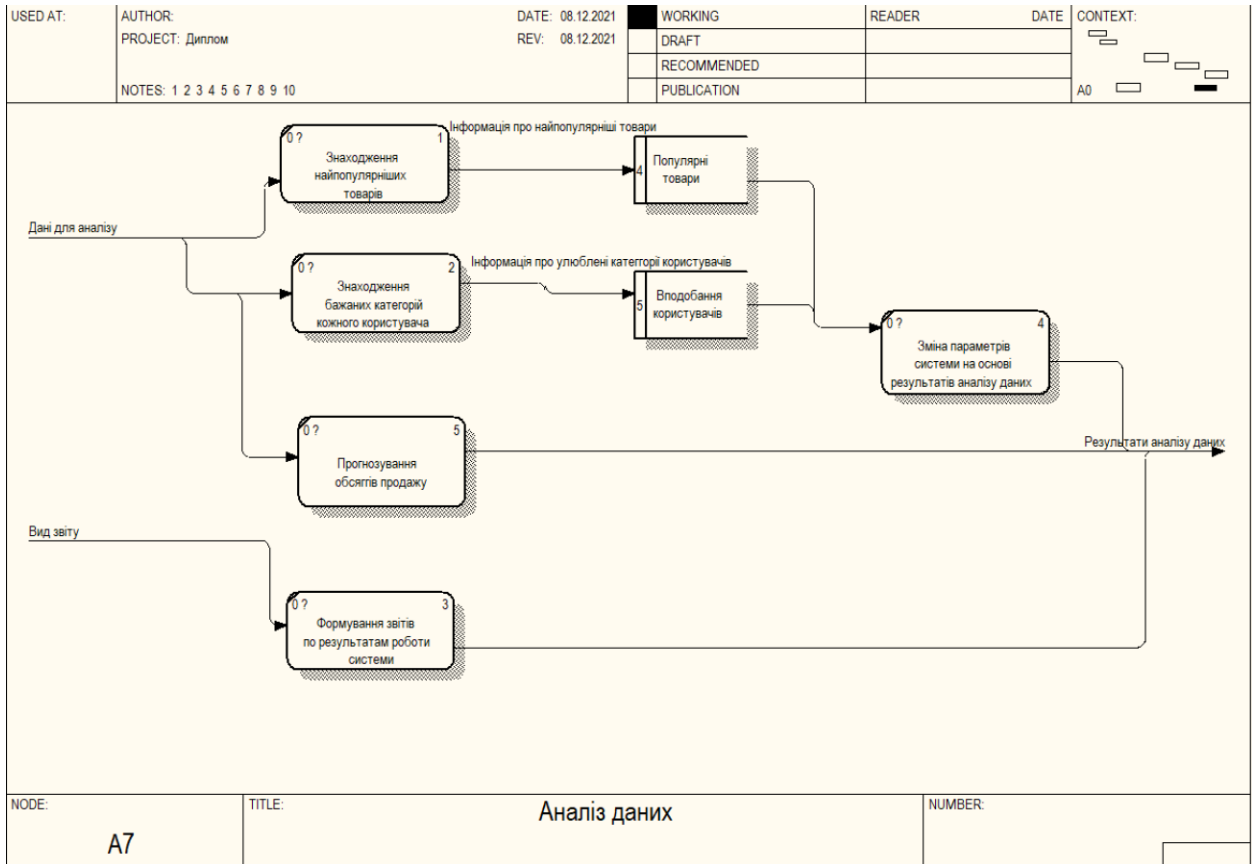 USED AT:
AUTHOR:
DATE: 08.12.2021
WORKING
READER
DATE
CONTEXT:
PROJECT: Диплом
REV: 08.12.2021
DRAFT
RECOMMENDED
NOTES: 1 2 3 4 5 6 7 8 9 10
PUBLICATION
A0
0 ?
1
Знаходження
найпопулярніших
товарів
Інформація про найпопулярніші товари
4
Популярні
товари
Дані для аналізу
0 ?
2
Знаходження
бажаних категорій
кожного користувача
Інформація про улюблені категгорії користувачів
5
Вподобання
користувачів
0 ?
4
Зміна параметрів
системи на основі
результатів аналізу даних
0 ?
5
Прогнозування
обсяггів продажу
Результати аналізу даних
Вид звіту
0 ?
3
Формування звітів
по результатам роботи
системи
NODE:
A7
TITLE:
Аналіз даних
NUMBER: